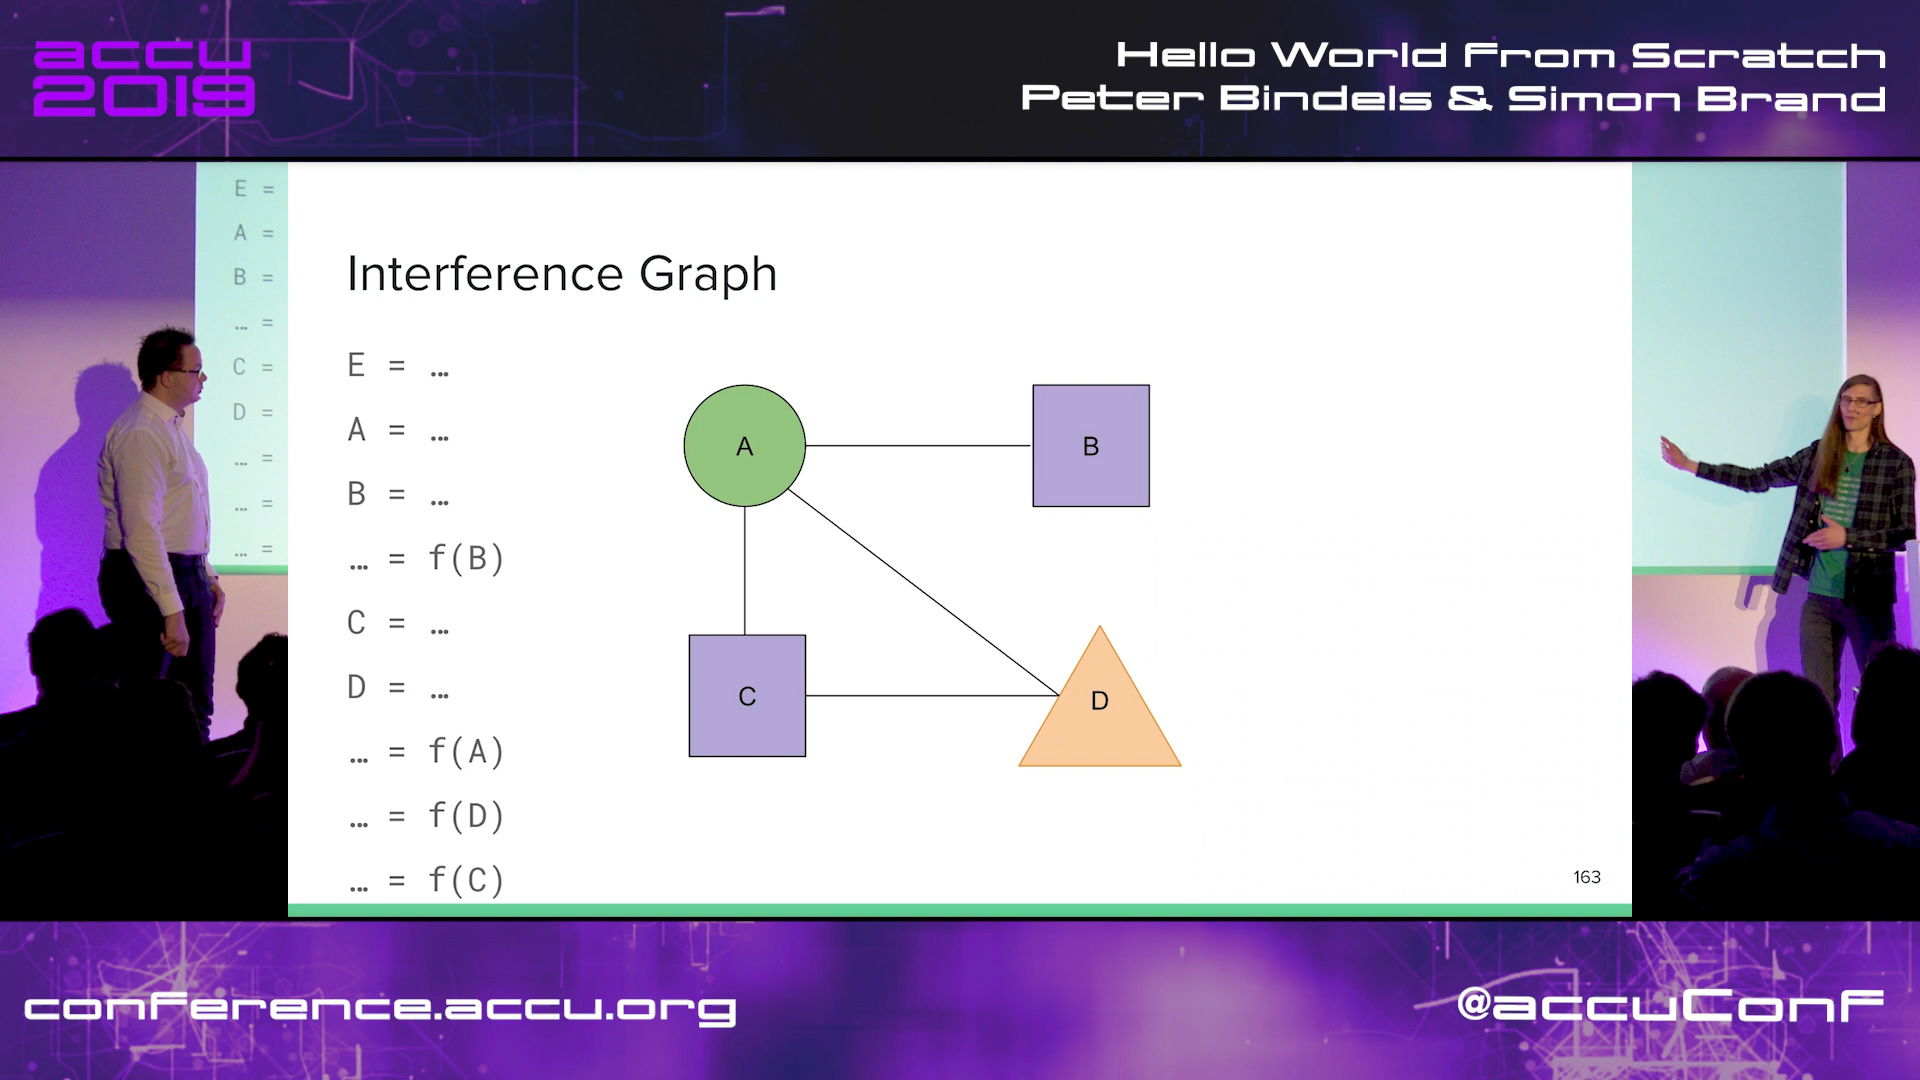 accu
2019
Hello World From Scratch
Peter Bindels & Simon Brand
E =
A =
B =
… =
C =
D =
… =
… =
… =
Interference Graph
E = …
A = …
B = …
… = f(B)
C = …
D = …
… = f(A)
… = f(D)
… = f(C)
A
B
C
D
163
conference.accu.org
@accuConf